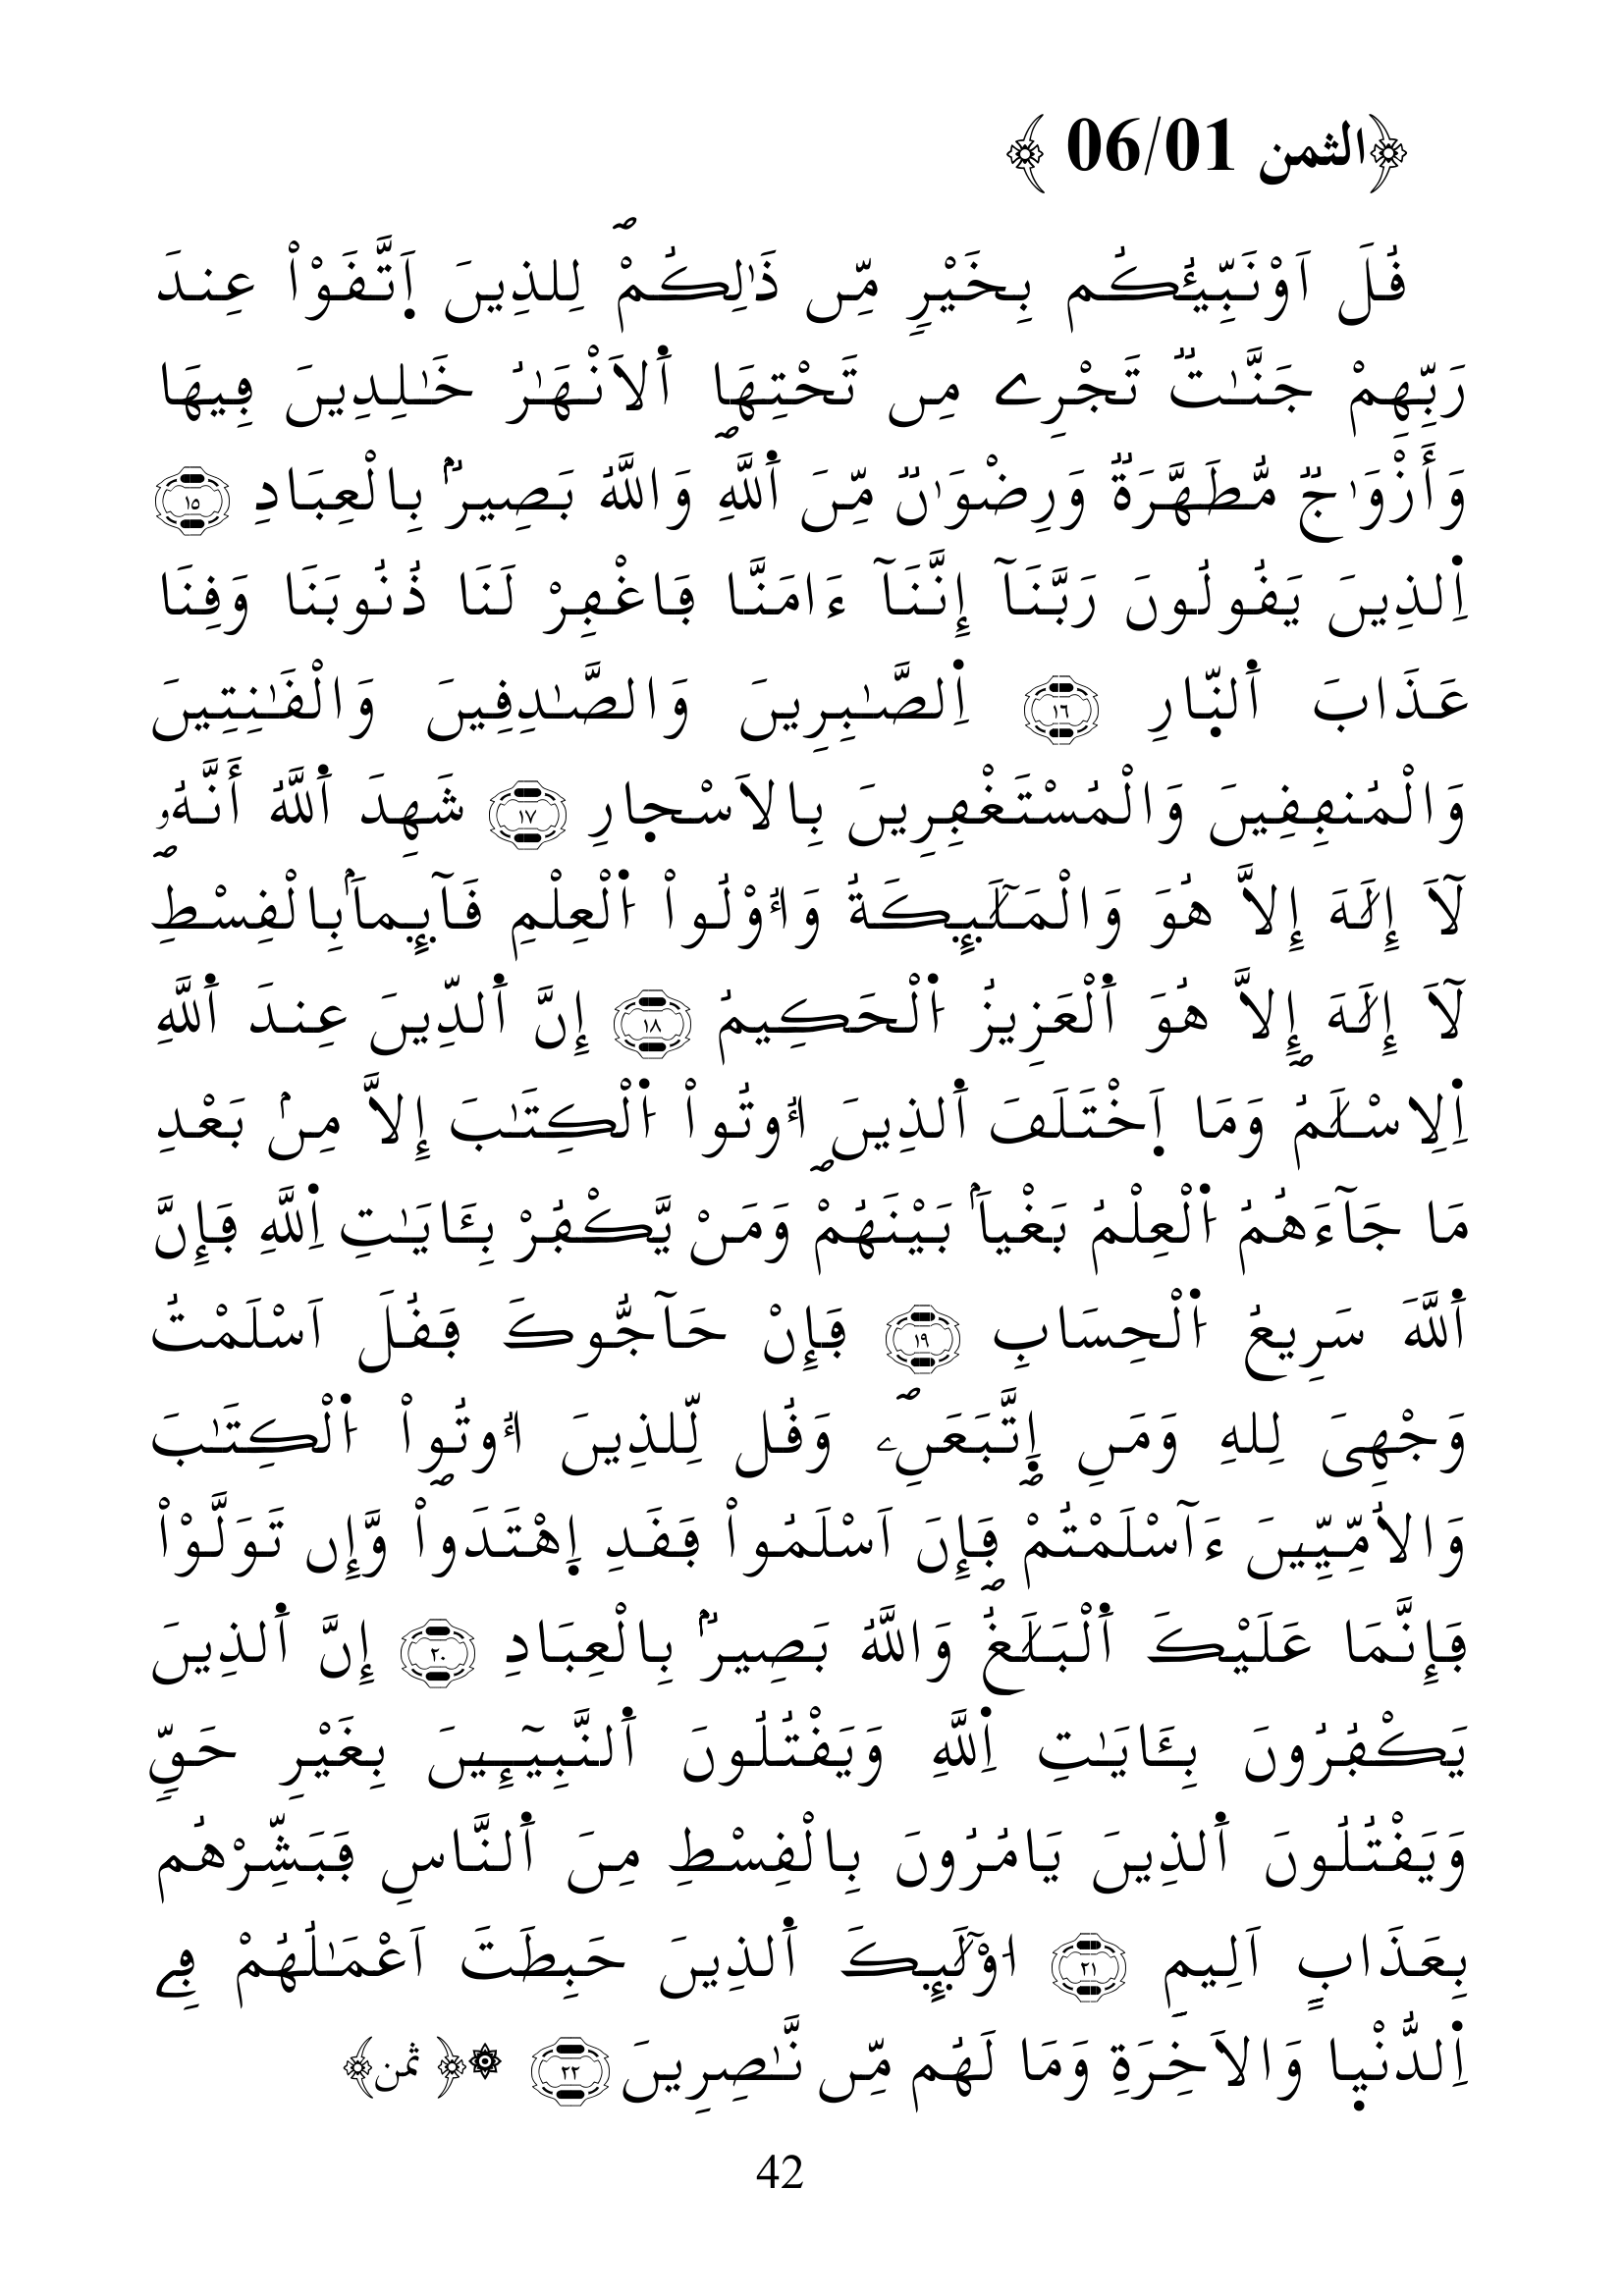 ﴿الثمن 06/01 ﴾
قُلَ اَوْنَبِّئُكُم بِخَيْرٖ مِّن ذَٰلِكُمْۖ لِلذِينَ اَتَّقَوْاْ عِندَ
رَبِّهِمْ جَنَّٰتٞ تَجْرِے مِن تَحْتِهَا اَ۬لَانْهَٰرُ خَٰلِدِينَ فِيهَا
وَأَزْوَٰجٞ مُّطَهَّرَةٞ وَرِضْوَٰنٞ مِّنَ اَ۬للَّهِۖ وَاللَّهُ بَصِيرُۢ بِالْعِبَادِ ١٥
اِ۬لذِينَ يَقُولُونَ رَبَّنَآ إِنَّنَآ ءَامَنَّا فَاغْفِرْ لَنَا ذُنُوبَنَا وَقِنَا
عَذَابَ اَ۬لنّ۪ارِ ١٦ اِ۬لصَّٰبِرِينَ وَالصَّٰدِقِينَ وَالْقَٰنِتِينَ
وَالْمُنفِقِينَ وَالْمُسْتَغْفِرِينَ بِالَاسْح۪ارِ ١٧ شَهِدَ اَ۬للَّهُ أَنَّهُۥ
لَآ إِلَٰهَ إِلَّا هُوَ وَالْمَلَٰٓئِكَةُ وَأُوْلُواْ اُ۬لْعِلْمِ قَآئِماَۢ بِالْقِسْطِۖ
لَآ إِلَٰهَ إِلَّا هُوَ اَ۬لْعَزِيزُ اُ۬لْحَكِيمُ ١٨ إِنَّ اَ۬لدِّينَ عِندَ اَ۬للَّهِ
اِ۬لِاسْلَٰمُۖ وَمَا اَ۪خْتَلَفَ اَ۬لذِينَ أُوتُواْ اُ۬لْكِتَٰبَ إِلَّا مِنۢ بَعْدِ
مَا جَآءَهُمُ اُ۬لْعِلْمُ بَغْياَۢ بَيْنَهُمْۖ وَمَنْ يَّكْفُرْ بِـَٔايَٰتِ اِ۬للَّهِ فَإِنَّ
اَ۬للَّهَ سَرِيعُ اُ۬لْحِسَابِ ١٩ فَإِنْ حَآجُّوكَ فَقُلَ اَسْلَمْتُ
وَجْهِيَ لِلهِ وَمَنِ اِ۪تَّبَعَنِۦۖ وَقُل لِّلذِينَ أُوتُواْ اُ۬لْكِتَٰبَ
وَالُامِّيِّينَ ءَآسْلَمْتُمْۖ فَإِنَ اَسْلَمُواْ فَقَدِ اِ۪هْتَدَواْۖ وَّإِن تَوَلَّوْاْ
فَإِنَّمَا عَلَيْكَ اَ۬لْبَلَٰغُۖ وَاللَّهُ بَصِيرُۢ بِالْعِبَادِ ٢٠ إِنَّ اَ۬لذِينَ
يَكْفُرُونَ بِـَٔايَٰتِ اِ۬للَّهِ وَيَقْتُلُونَ اَ۬لنَّبِيٓـِٕينَ بِغَيْرِ حَقّٖ
وَيَقْتُلُونَ اَ۬لذِينَ يَامُرُونَ بِالْقِسْطِ مِنَ اَ۬لنَّاسِ فَبَشِّرْهُم
بِعَذَابٍ اَلِيمٍ ٢١ اُوْلَٰٓئِكَ اَ۬لذِينَ حَبِطَتَ اَعْمَٰلُهُمْ فِے
اِ۬لدُّنْي۪ا وَالَاخِرَةِۖ وَمَا لَهُم مِّن نَّٰصِرِينَ ٢٢ ۞﴿ ثمن﴾
42